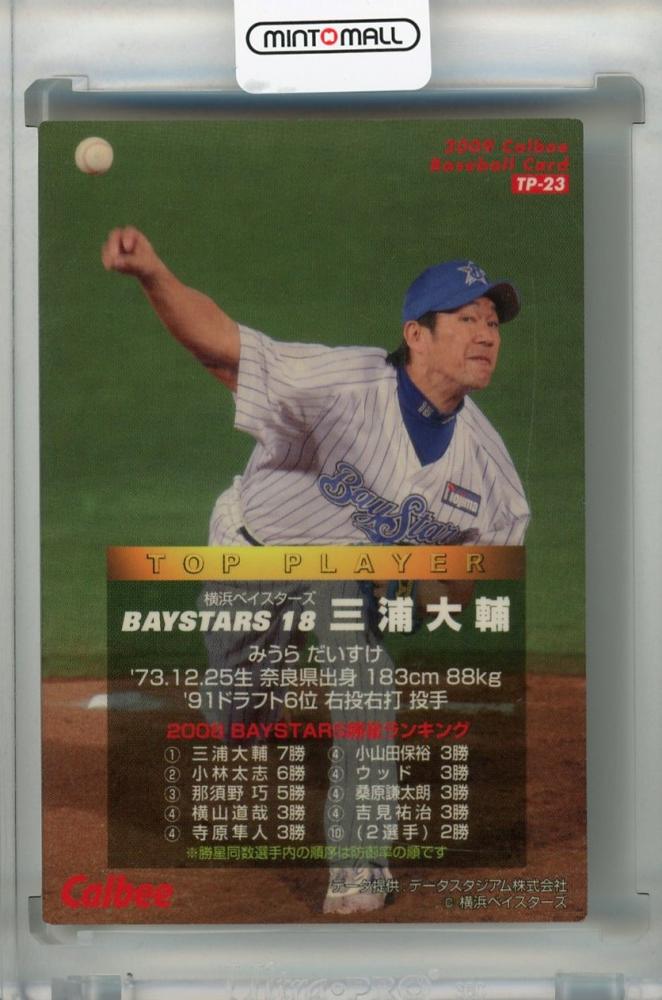 MINTOMALL
2009 Calbee
Baseball Card
TP-23
18
BayStars
Nojima
TOP PLAYER
横浜ベイスターズ
BAYSTARS 18 三浦大輔
みうら だいすけ
'73.12.25生 奈良県出身 183cm 88kg
'91ドラフト6位 右投右打 投手
2008 BAYSTARS勝星ランキング
① 三浦大輔 7勝 ④ 小山田保裕 3勝
② 小林太志 6勝 ④ ウッド 3勝
③ 那須野 巧 5勝 ④ 桑原謙太朗 3勝
④ 横山道哉 3勝 ④ 吉見祐治 3勝
④ 寺原隼人 3勝 ⑩ (2選手) 2勝
※勝星同数選手内の順序は防御率の順です
Calbee
データ提供:データスタジアム株式会社
© 横浜ベイスターズ
Ultra PRO